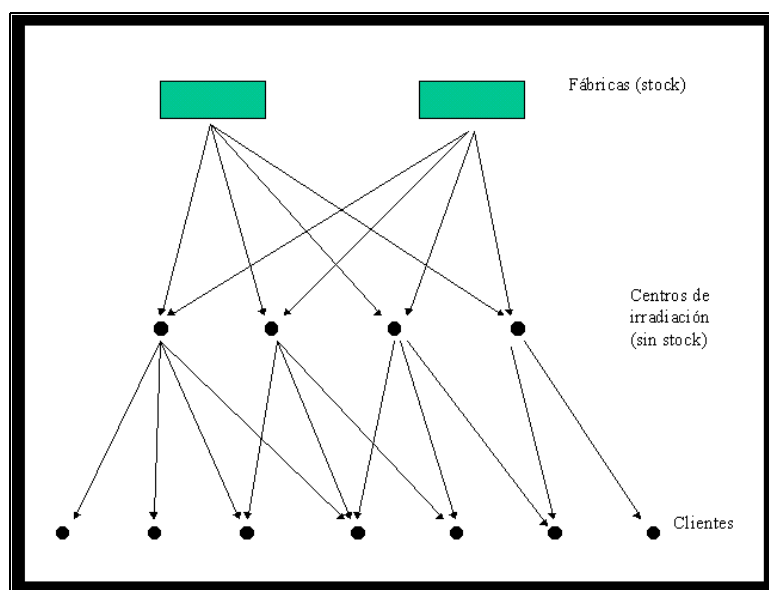 Fábricas (stock)
Centros de
irradiación
(sin stock)
Clientes